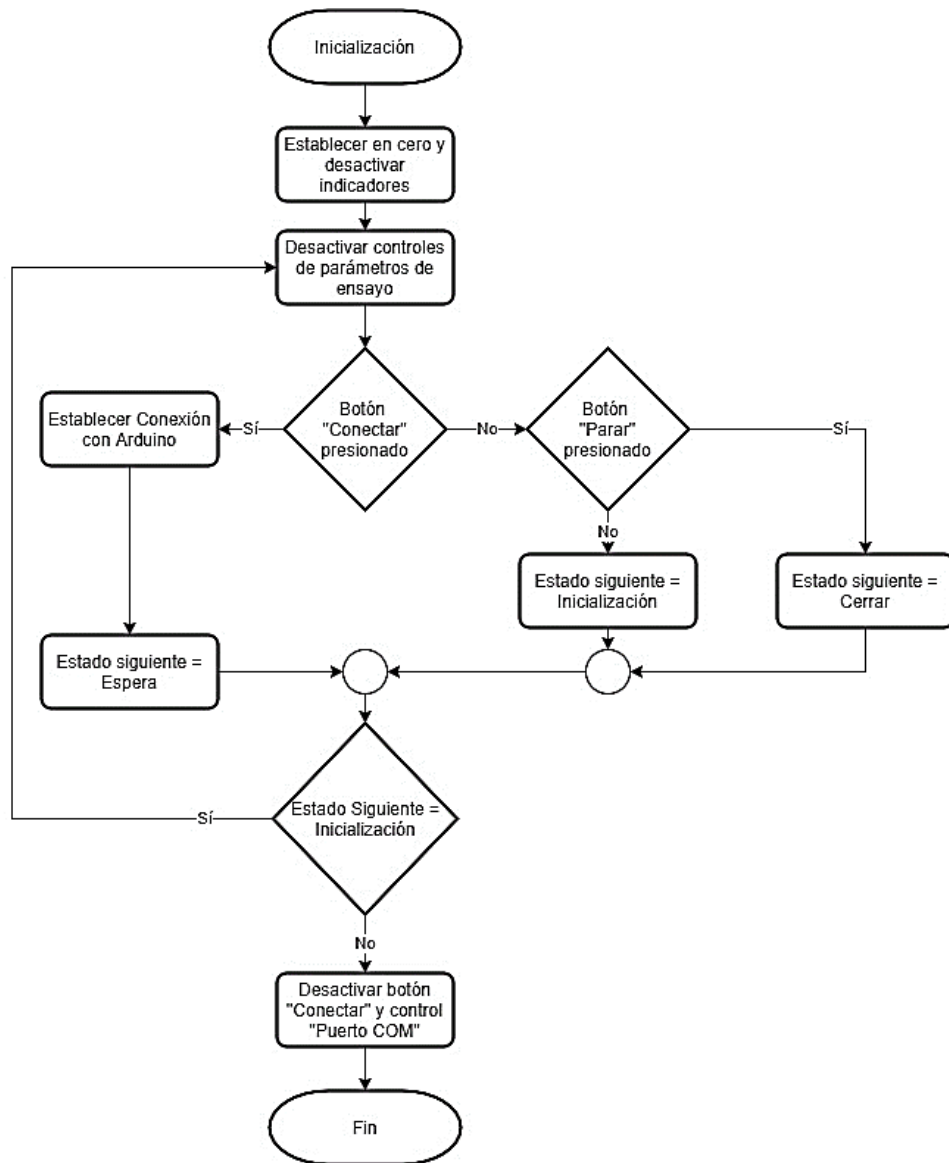 Inicialización
Establecer en cero y
desactivar
indicadores
Desactivar controles
de parámetros de
ensayo
Botón
"Conectar"
presionado
Sí
No
Establecer Conexión
con Arduino
Botón
"Parar"
presionado
Sí
No
Estado siguiente =
Inicialización
Estado siguiente =
Cerrar
Estado siguiente =
Espera
Estado Siguiente =
Inicialización
Sí
No
Desactivar botón
"Conectar" y control
"Puerto COM"
Fin